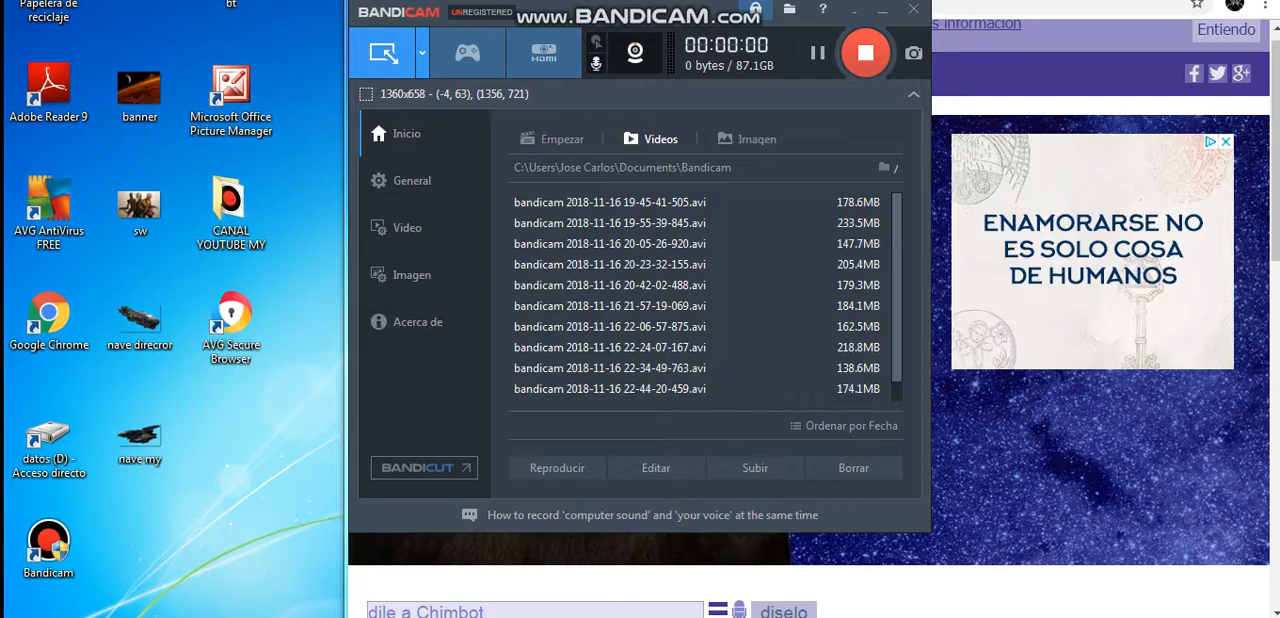 Papelera de
reciclaje
bt
Adobe Reader 9
banner
Microsoft Office
Picture Manager
AVG AntiVirus
FREE
sw
CANAL
YOUTUBE MY
Google Chrome
nave direcror
AVG Secure
Browser
datos (D) -
Acceso directo
nave my
Bandicam
BANDICAM UNREGISTERED
www.BANDICAM.com
?
HDMI
00:00:00
0 bytes / 87.1GB
1360x658 - (-4, 63), (1356, 721)
Inicio
General
Video
Imagen
Acerca de
BANDICUT
Empezar
Videos
Imagen
C:\Users\Jose Carlos\Documents\Bandicam
/
bandicam 2018-11-16 19-45-41-505.avi 178.6MB
bandicam 2018-11-16 19-55-39-845.avi 233.5MB
bandicam 2018-11-16 20-05-26-920.avi 147.7MB
bandicam 2018-11-16 20-23-32-155.avi 205.4MB
bandicam 2018-11-16 20-42-02-488.avi 179.3MB
bandicam 2018-11-16 21-57-19-069.avi 184.1MB
bandicam 2018-11-16 22-06-57-875.avi 162.5MB
bandicam 2018-11-16 22-24-07-167.avi 218.8MB
bandicam 2018-11-16 22-34-49-763.avi 138.6MB
bandicam 2018-11-16 22-44-20-459.avi 174.1MB
Ordenar por Fecha
Reproducir
Editar
Subir
Borrar
How to record 'computer sound' and 'your voice' at the same time
s información
Entiendo
ENAMORARSE NO
ES SOLO COSA
DE HUMANOS
dile a Chimbot
diselo